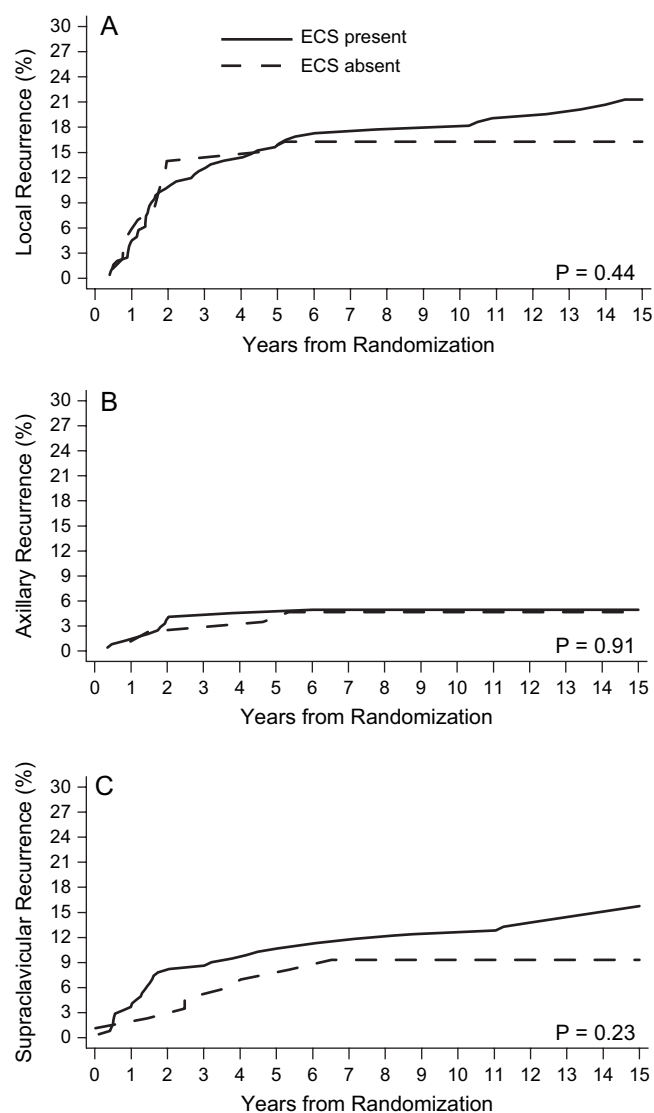 A
ECS present
ECS absent
Local Recurrence (%)
30
27
24
21
18
15
12
9
6
3
0
P = 0.44
0 1 2 3 4 5 6 7 8 9 10 11 12 13 14 15
Years from Randomization
B
Axillary Recurrence (%)
30
27
24
21
18
15
12
9
6
3
0
P = 0.91
0 1 2 3 4 5 6 7 8 9 10 11 12 13 14 15
Years from Randomization
C
Supraclavicular Recurrence (%)
30
27
24
21
18
15
12
9
6
3
0
P = 0.23
0 1 2 3 4 5 6 7 8 9 10 11 12 13 14 15
Years from Randomization